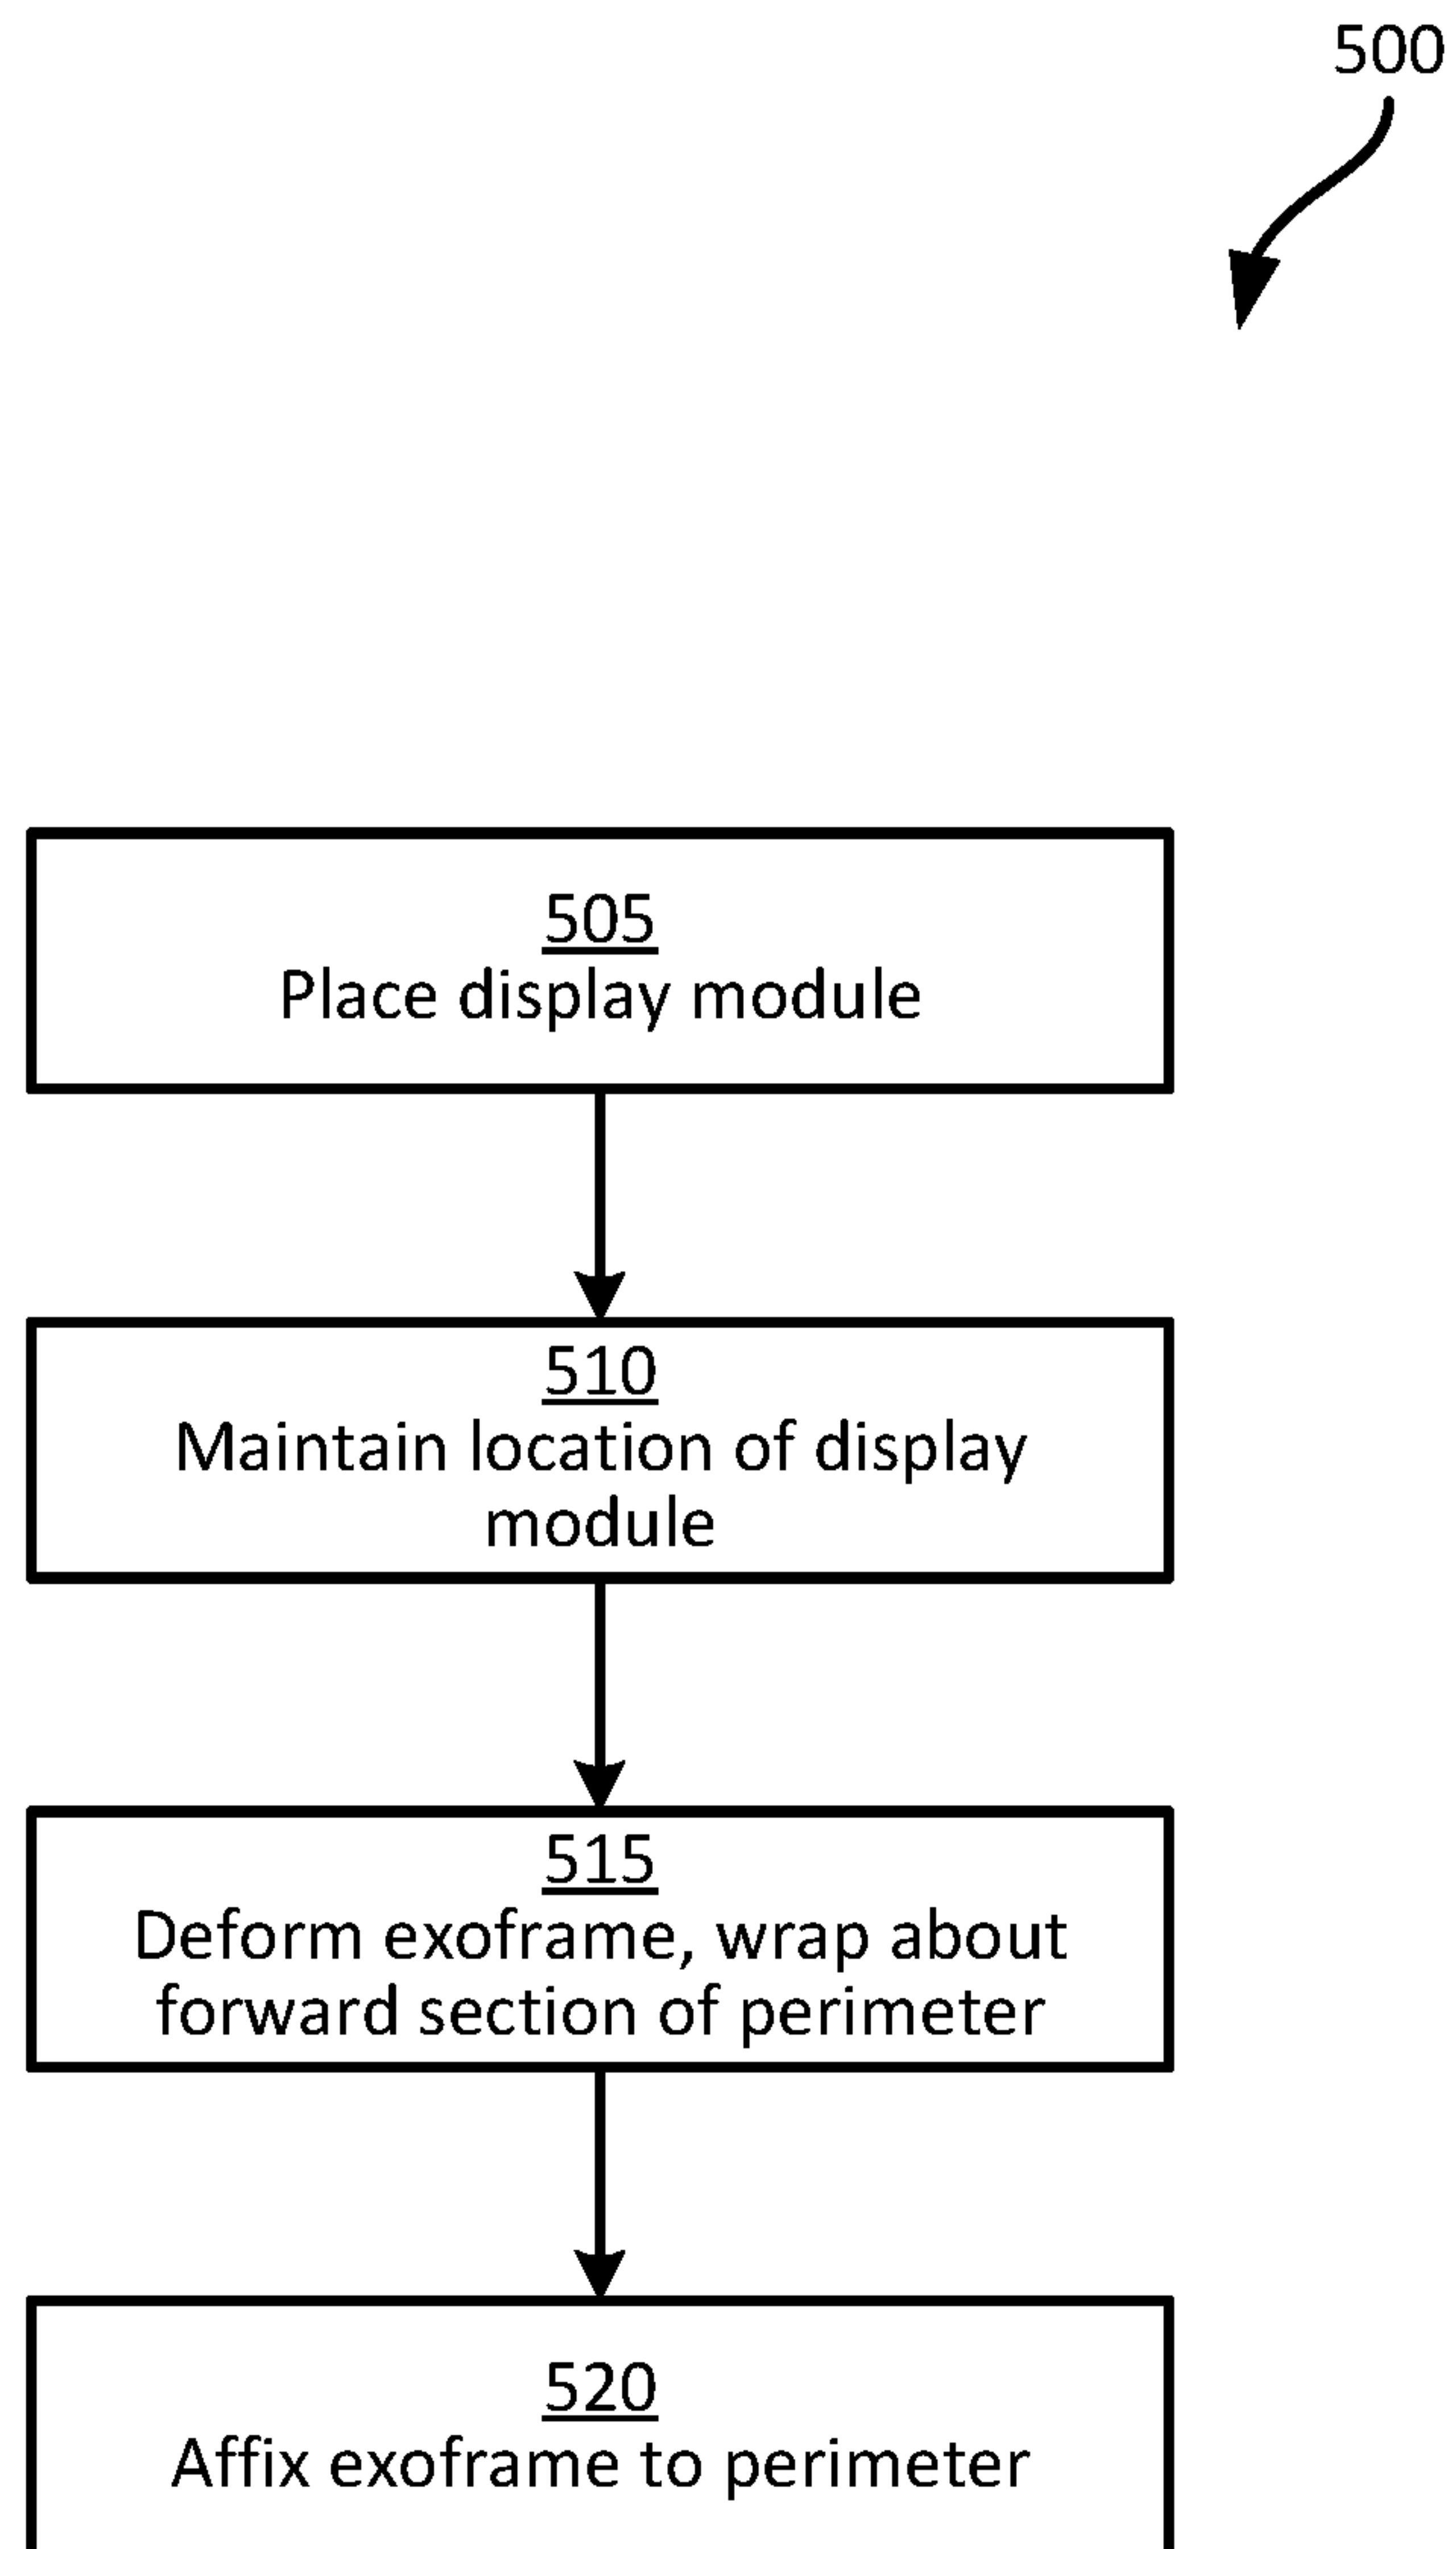 500
505
Place display module
510
Maintain location of display
module
515
Deform exoframe, wrap about
forward section of perimeter
520
Affix exoframe to perimeter